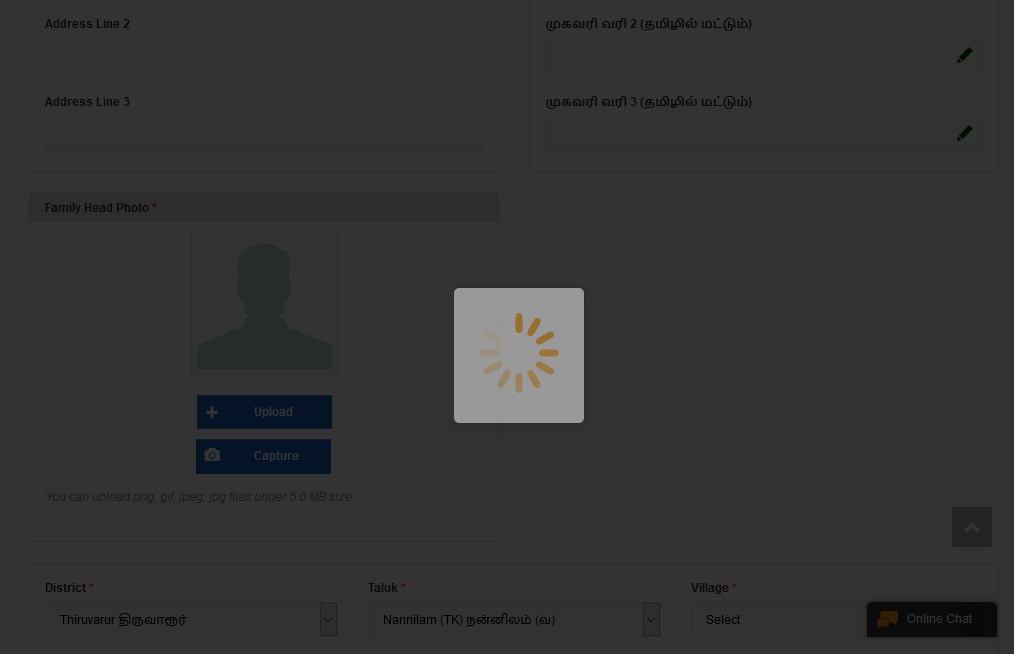 Address Line 2
முகவரி வரி 2 (தமிழில் மட்டும்)
Address Line 3
முகவரி வரி 3 (தமிழில் மட்டும்)
Family Head Photo *
Upload
Capture
You can upload png, gif, jpeg, jpg files under 5.0 MB size
District *
Taluk *
Village *
Thiruvarur திருவாரூர்
Nannilam (TK) நன்னிலம் (வ)
Select
Online Chat